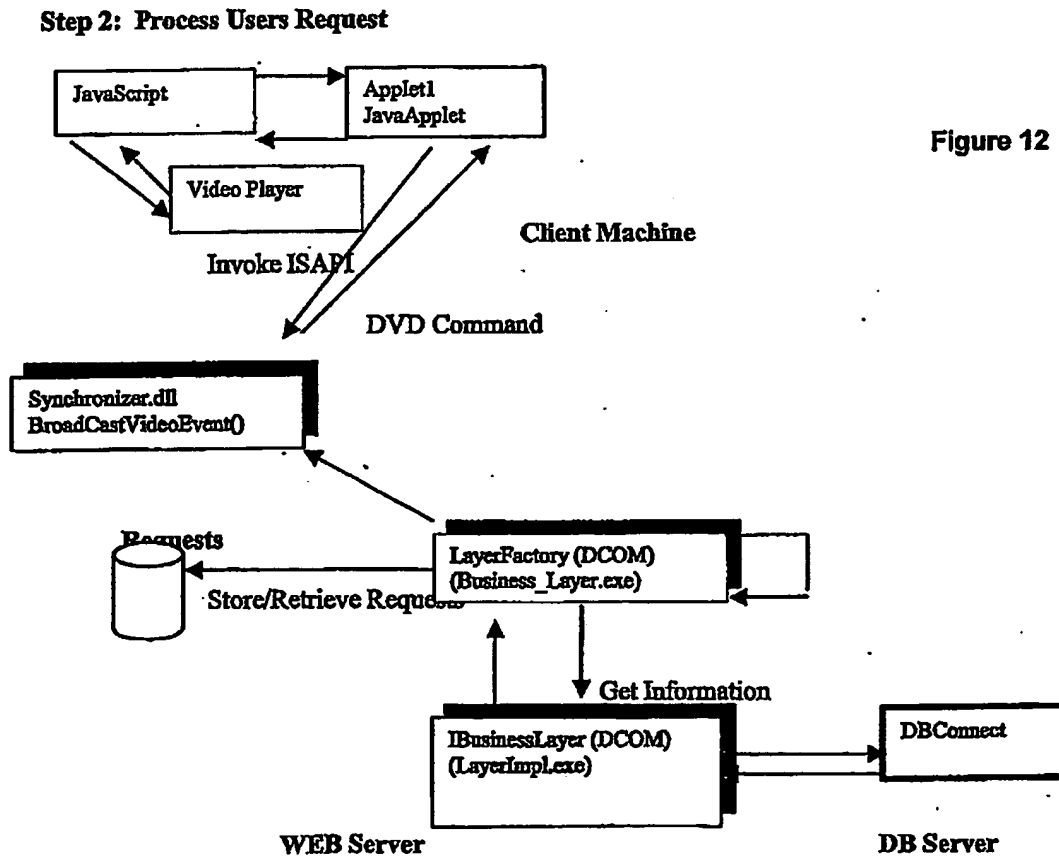 Step 2: Process Users Request
JavaScript
Applet1
JavaApplet
Figure 12
Video Player
Client Machine
Invoke ISAPI
DVD Command
Synchronizer.dll
BroadCastVideoEvent()
Requests
LayerFactory (DCOM)
(Business_Layer.exe)
Store/Retrieve Requests
Get Information
IBusinessLayer (DCOM)
(LayerImpl.exe)
DBConnect
WEB Server
DB Server